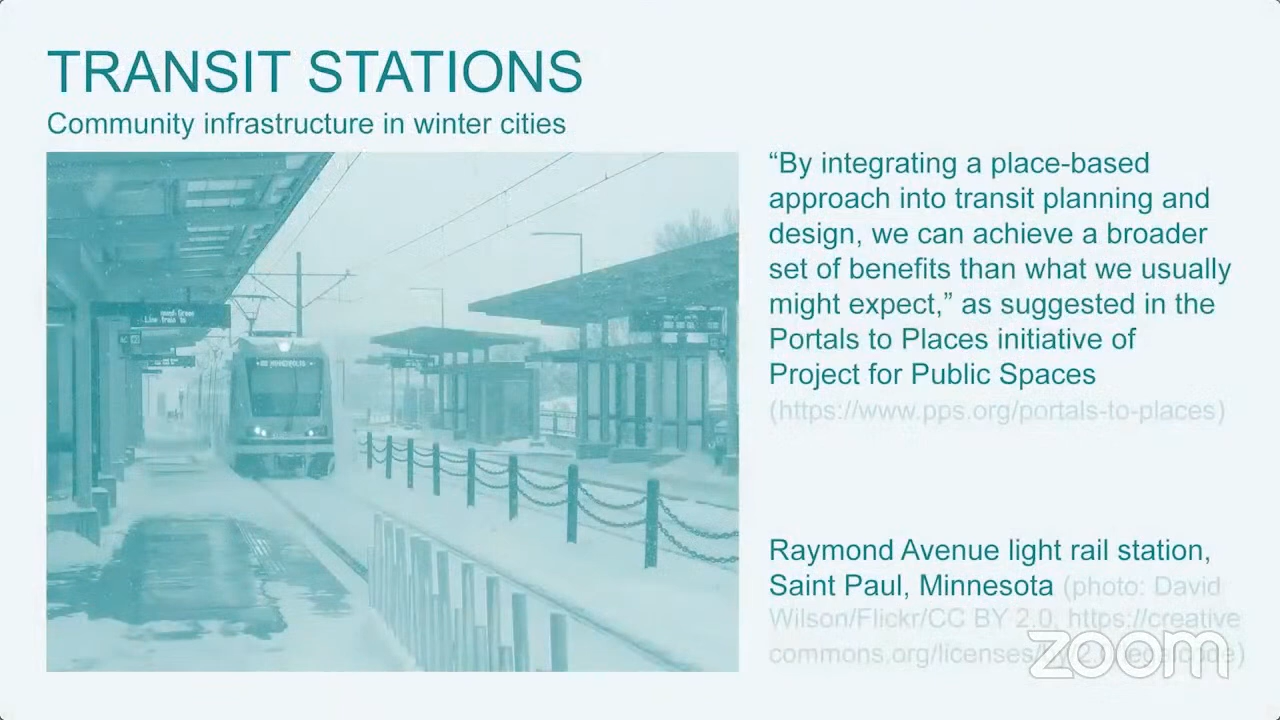 TRANSIT STATIONS
Community infrastructure in winter cities
“By integrating a place-based
approach into transit planning and
design, we can achieve a broader
set of benefits than what we usually
might expect,” as suggested in the
Portals to Places initiative of
Project for Public Spaces
(https://www.pps.org/portals-to-places)
Raymond Avenue light rail station,
Saint Paul, Minnesota (photo: David
Wilson/Flickr/CC BY 2.0, https://creative
commons.org/licenses/
zoom